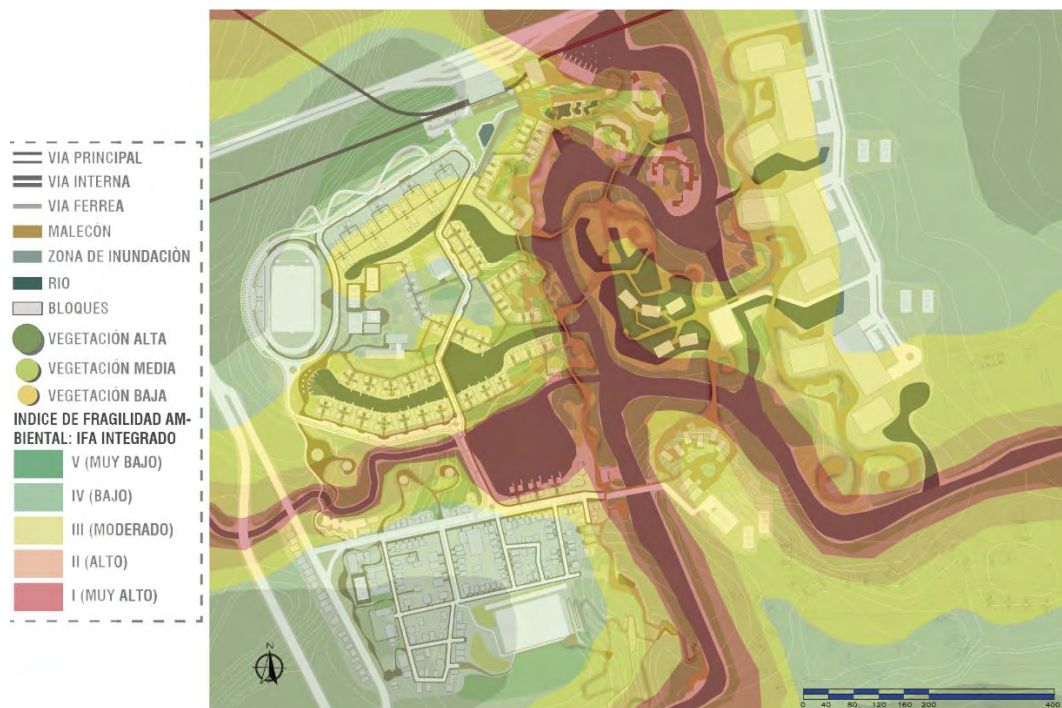 VIA PRINCIPAL
VIA INTERNA
VIA FERREA
MALECÓN
ZONA DE INUNDACIÒN
RIO
BLOQUES
VEGETACIÓN ALTA
VEGETACIÓN MEDIA
VEGETACIÓN BAJA
INDICE DE FRAGILIDAD AM-
BIENTAL: IFA INTEGRADO
V (MUY BAJO)
IV (BAJO)
III (MODERADO)
II (ALTO)
I (MUY ALTO)
N
0 40 80 120 160 200 400